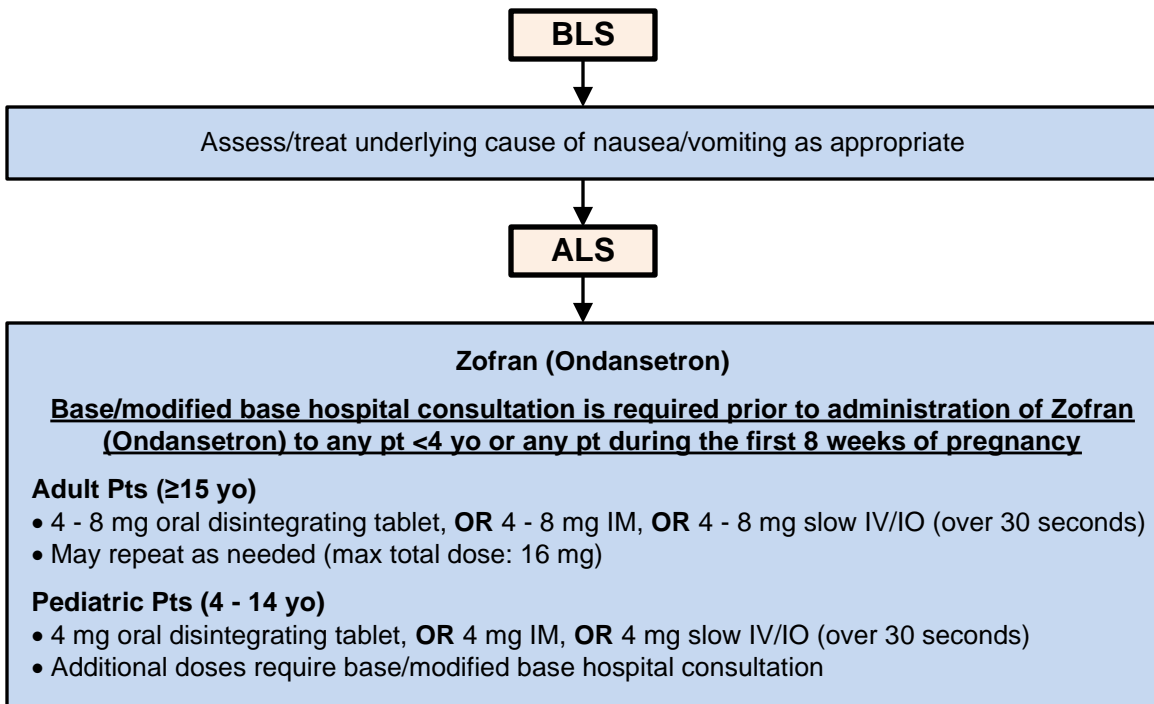 BLS
Assess/treat underlying cause of nausea/vomiting as appropriate
ALS
Zofran (Ondansetron)
Base/modified base hospital consultation is required prior to administration of Zofran
(Ondansetron) to any pt <4 yo or any pt during the first 8 weeks of pregnancy
Adult Pts (≥15 yo)
• 4 - 8 mg oral disintegrating tablet, OR 4 - 8 mg IM, OR 4 - 8 mg slow IV/IO (over 30 seconds)
• May repeat as needed (max total dose: 16 mg)
Pediatric Pts (4 - 14 yo)
• 4 mg oral disintegrating tablet, OR 4 mg IM, OR 4 mg slow IV/IO (over 30 seconds)
• Additional doses require base/modified base hospital consultation